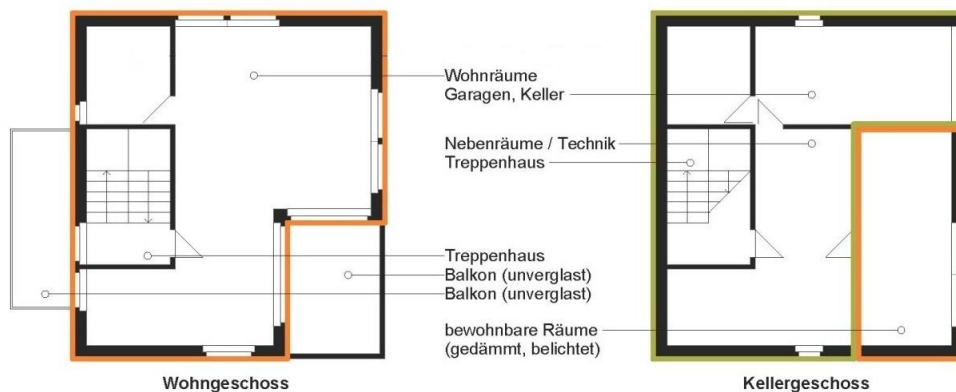 Wohnräume
Garagen, Keller
Nebenräume / Technik
Treppenhaus
Treppenhaus
Balkon (unverglast)
Balkon (unverglast)
bewohnbare Räume
(gedämmt, belichtet)
Wohngeschoss
Kellergeschoss